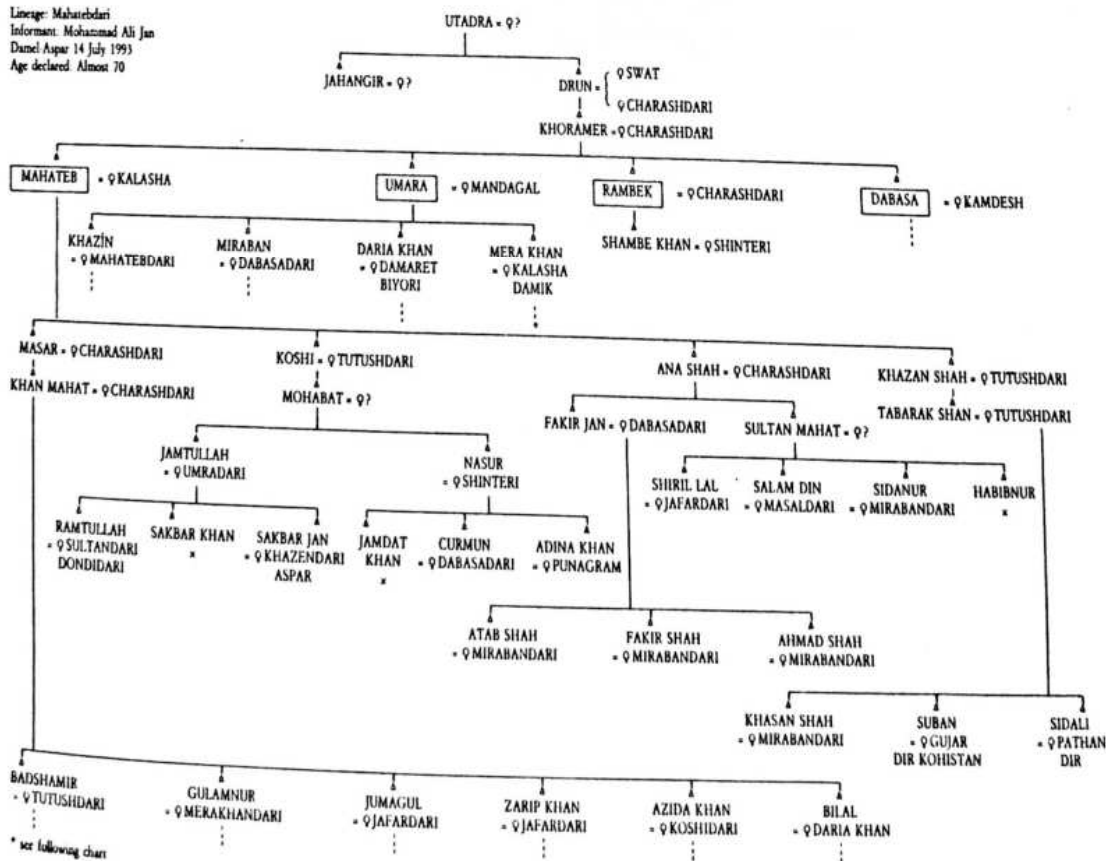 Lineage: Mahatebdari
Informant: Mohammad Ali Jan
Damel Aspar 14 July 1993
Age declared: Almost 70
UTADRA = ♀?
JAHANGIR = ♀?
DRUN =
♀SWAT
♀CHARASHDARI
KHORAMER = ♀CHARASHDARI
MAHATEB = ♀KALASHA
UMARA = ♀MANDAGAL
RAMBEK = ♀CHARASHDARI
DABASA = ♀KAMDESH
KHAZÍN
= ♀MAHATEBDARI
MIRABAN
= ♀DABASADARI
DARIA KHAN
= ♀DAMARET
BIYORI
MERA KHAN
= ♀KALASHA
DAMIK
*
SHAMBE KHAN = ♀SHINTERI
MASAR = ♀CHARASHDARI
KOSHI = ♀TUTUSHDARI
ANA SHAH = ♀CHARASHDARI
KHAZAN SHAH = ♀TUTUSHDARI
KHAN MAHAT = ♀CHARASHDARI
MOHABAT = ♀?
FAKIR JAN = ♀DABASADARI
SULTAN MAHAT = ♀?
TABARAK SHAN = ♀TUTUSHDARI
JAMTULLAH
= ♀UMRADARI
NASUR
= ♀SHINTERI
SHIRIL LAL
= ♀JAFARDARI
SALAM DIN
= ♀MASALDARI
SIDANUR
= ♀MIRABANDARI
HABIBNUR
x
RAMTULLAH
= ♀SULTANDARI
DONDIDARI
SAKBAR KHAN
x
SAKBAR JAN
= ♀KHAZENDARI
ASPAR
JAMDAT
KHAN
x
CURMUN
= ♀DABASADARI
ADINA KHAN
= ♀PUNAGRAM
ATAB SHAH
= ♀MIRABANDARI
FAKIR SHAH
= ♀MIRABANDARI
AHMAD SHAH
= ♀MIRABANDARI
KHASAN SHAH
= ♀MIRABANDARI
SUBAN
= ♀GUJAR
DIR KOHISTAN
SIDALI
= ♀PATHAN
DIR
BADSHAMIR
= ♀TUTUSHDARI
GULAMNUR
= ♀MERAKHANDARI
JUMAGUL
= ♀JAFARDARI
ZARIP KHAN
= ♀JAFARDARI
AZIDA KHAN
= ♀KOSHIDARI
BILAL
= ♀DARIA KHAN
* see following chart